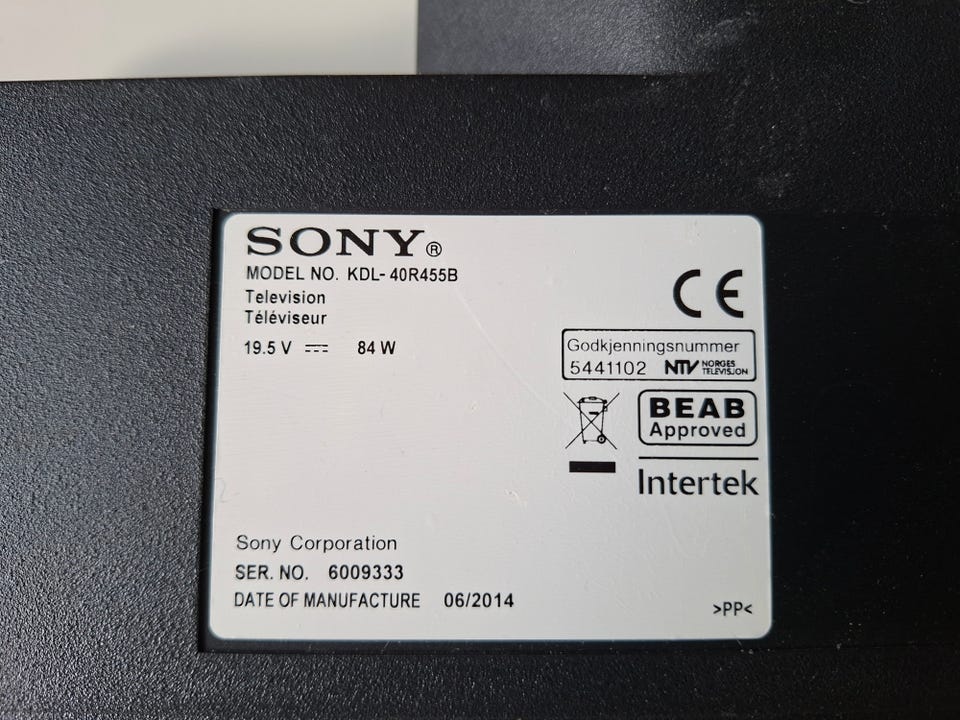 SONY®
MODEL NO. KDL-40R455B
Television
Téléviseur
19.5 V ⎓ 84 W
CE
Godkjenningsnummer
5441102 NTV NORGES TELEVISJON
BEAB
Approved
Intertek
Sony Corporation
SER. NO. 6009333
DATE OF MANUFACTURE 06/2014
>PP<